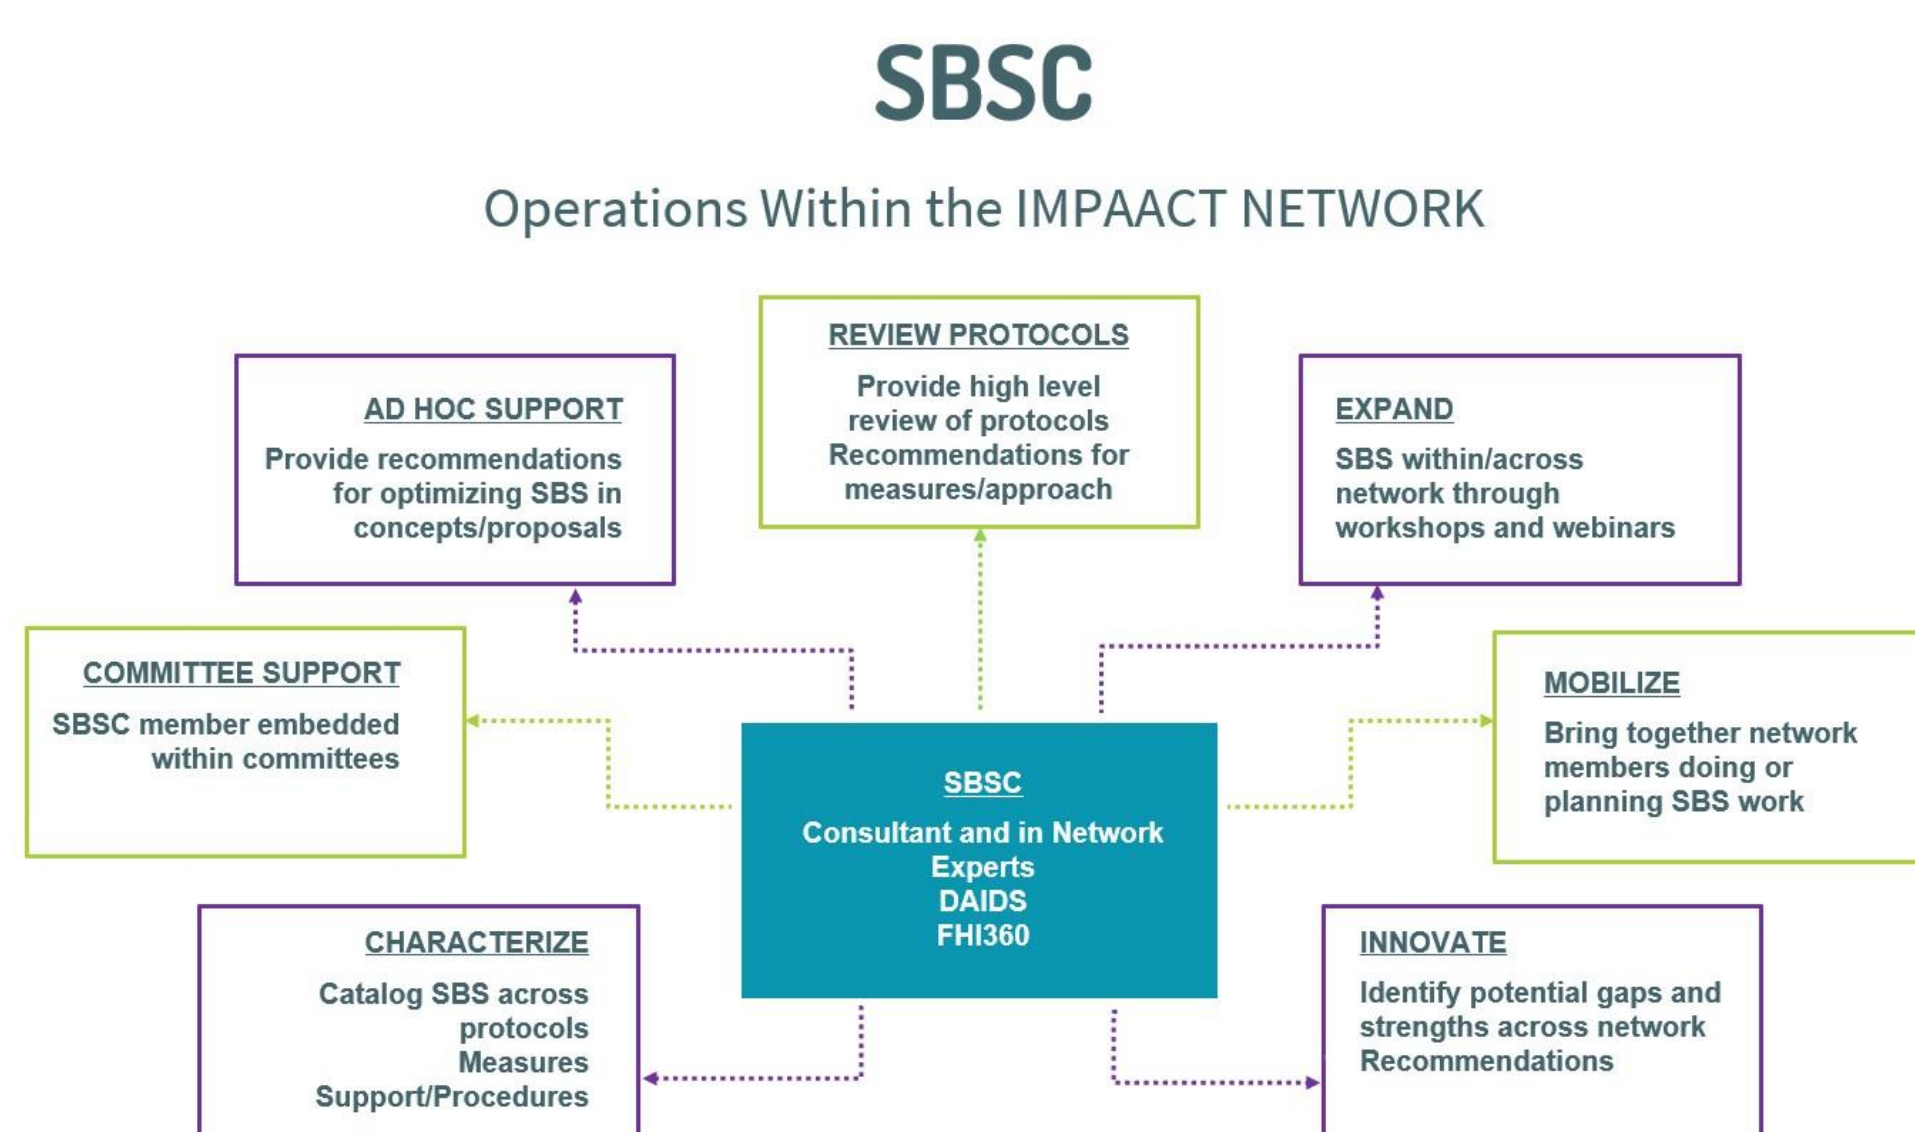 SBSC
Operations Within the IMPAACT NETWORK
REVIEW PROTOCOLS
Provide high level
review of protocols
Recommendations for
measures/approach
AD HOC SUPPORT
Provide recommendations
for optimizing SBS in
concepts/proposals
EXPAND
SBS within/across
network through
workshops and webinars
COMMITTEE SUPPORT
SBSC member embedded
within committees
MOBILIZE
Bring together network
members doing or
planning SBS work
SBSC
Consultant and in Network
Experts
DAIDS
FHI360
CHARACTERIZE
Catalog SBS across
protocols
Measures
Support/Procedures
INNOVATE
Identify potential gaps and
strengths across network
Recommendations